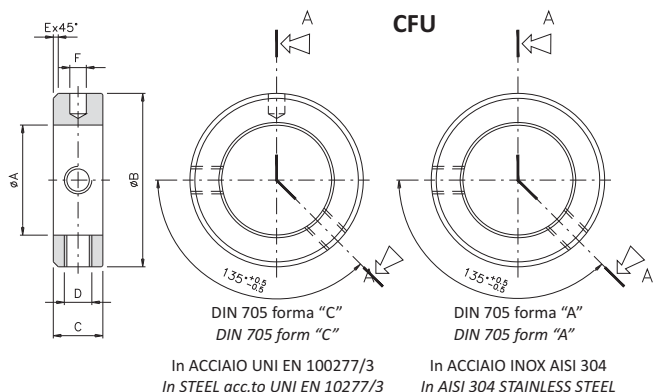 CFU
A
A
Ex45°
F
øA
øB
D
C
A
A
135°+0.5 -0.5
135°+0.5 -0.5
DIN 705 forma “C”
DIN 705 form “C”
DIN 705 forma “A”
DIN 705 form “A”
In ACCIAIO UNI EN 100277/3
In STEEL acc.to UNI EN 10277/3
In ACCIAIO INOX AISI 304
In AISI 304 STAINLESS STEEL